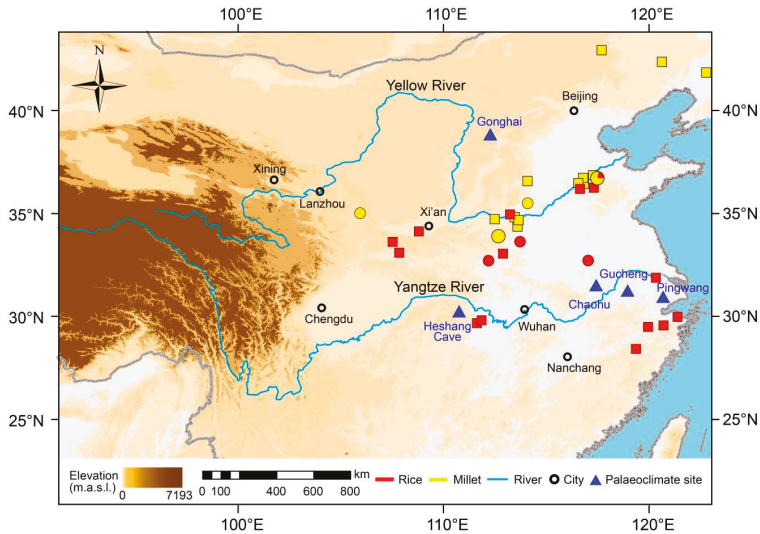 100°E 110°E 120°E
N
Yellow River
Beijing
40°N 40°N
Gonghai
Xining
Lanzhou
35°N 35°N
Xi'an
Yangtze River
Gucheng
Pingwang
Chaohu
30°N 30°N
Chengdu
Heshang
Cave
Wuhan
Nanchang
25°N 25°N
Elevation
(m.a.s.l.)
0 7193
km
0 100 400 600 800
Rice Millet River City Palaeoclimate site
100°E 110°E 120°E